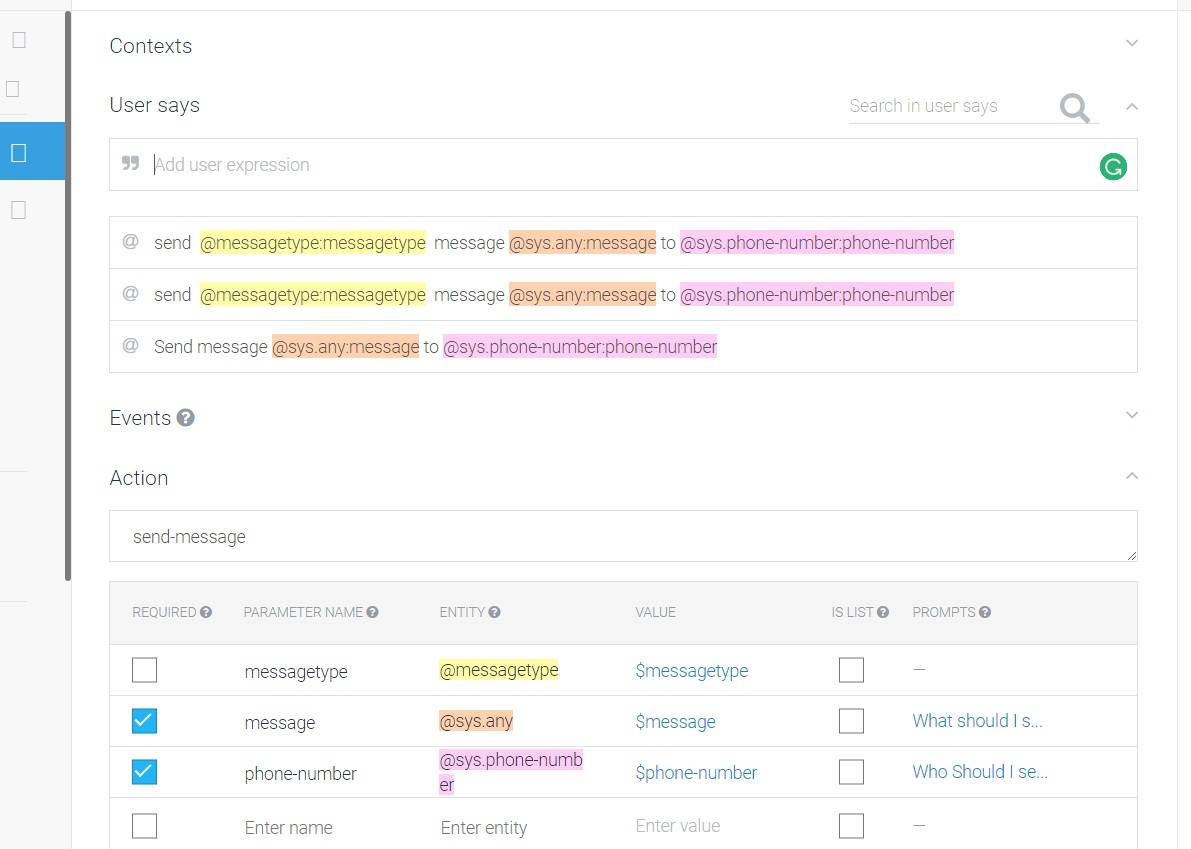 Contexts
User says
Search in user says
Add user expression
@ send @messagetype:messagetype message @sys.any:message to @sys.phone-number:phone-number
@ send @messagetype:messagetype message @sys.any:message to @sys.phone-number:phone-number
@ Send message @sys.any:message to @sys.phone-number:phone-number
Events
Action
send-message
REQUIRED PARAMETER NAME ENTITY VALUE IS LIST PROMPTS
messagetype @messagetype $messagetype —
message @sys.any $message What should I s...
phone-number @sys.phone-numb
er $phone-number Who Should I se...
Enter name Enter entity Enter value —